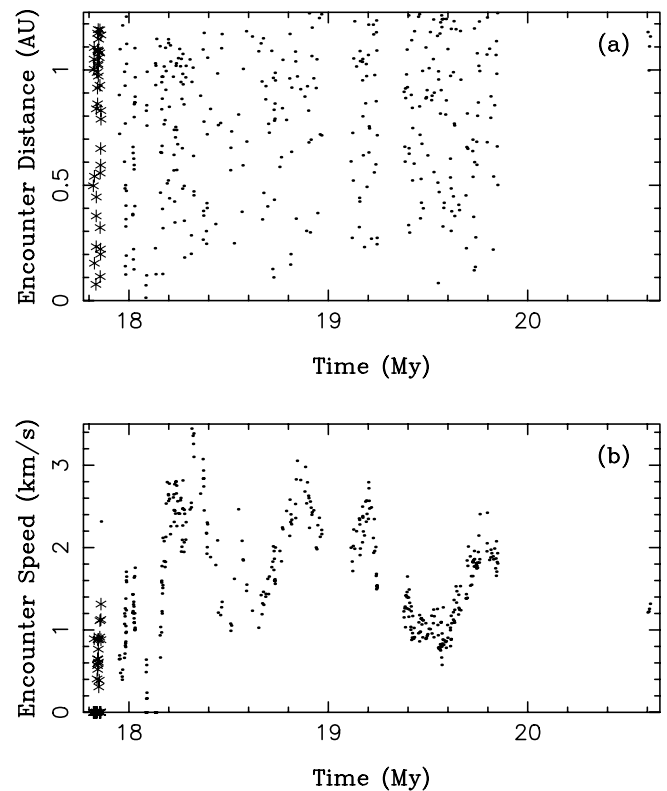 Encounter Distance (AU)
(a)
1
0.5
0
18 19 20
Time (My)
Encounter Speed (km/s)
(b)
3
2
1
0
18 19 20
Time (My)